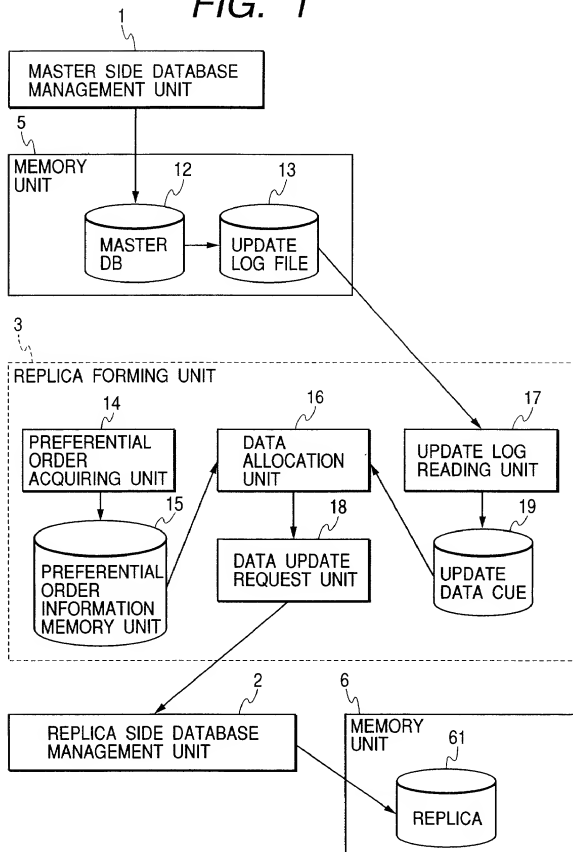 FIG. 1
1
MASTER SIDE DATABASE
MANAGEMENT UNIT
5
MEMORY
UNIT
12
MASTER
DB
13
UPDATE
LOG FILE
3
REPLICA FORMING UNIT
14
PREFERENTIAL
ORDER
ACQUIRING UNIT
16
DATA
ALLOCATION
UNIT
17
UPDATE LOG
READING UNIT
15
PREFERENTIAL
ORDER
INFORMATION
MEMORY UNIT
18
DATA UPDATE
REQUEST UNIT
19
UPDATE
DATA CUE
2
REPLICA SIDE DATABASE
MANAGEMENT UNIT
6
MEMORY
UNIT
61
REPLICA